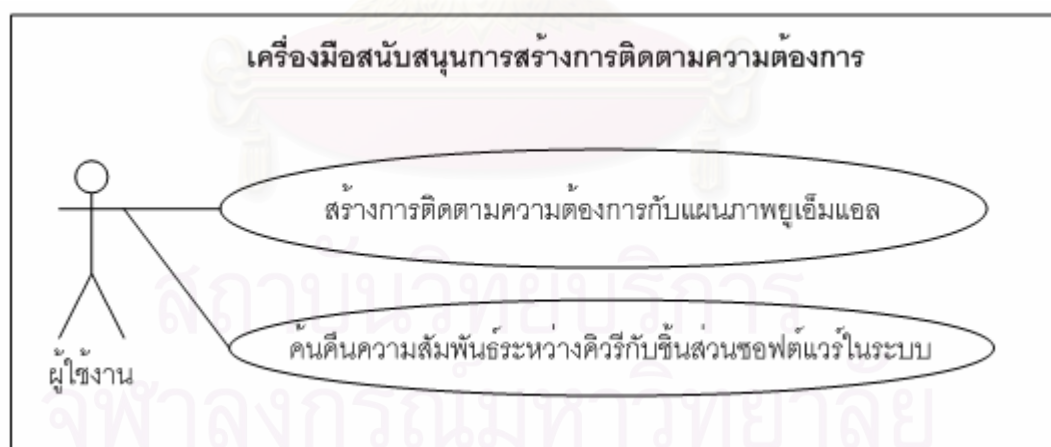 เครื่องมือสนับสนุนการสร้างการติดตามความต้องการ
สร้างการติดตามความต้องการกับแผนภาพยูเอ็มแอล
ค้นคืนความสัมพันธ์ระหว่างคิวรีกับชิ้นส่วนซอฟต์แวร์ในระบบ
ผู้ใช้งาน
สถาบันวิทยบริการ
จุฬาลงกรณ์มหาวิทยาลัย